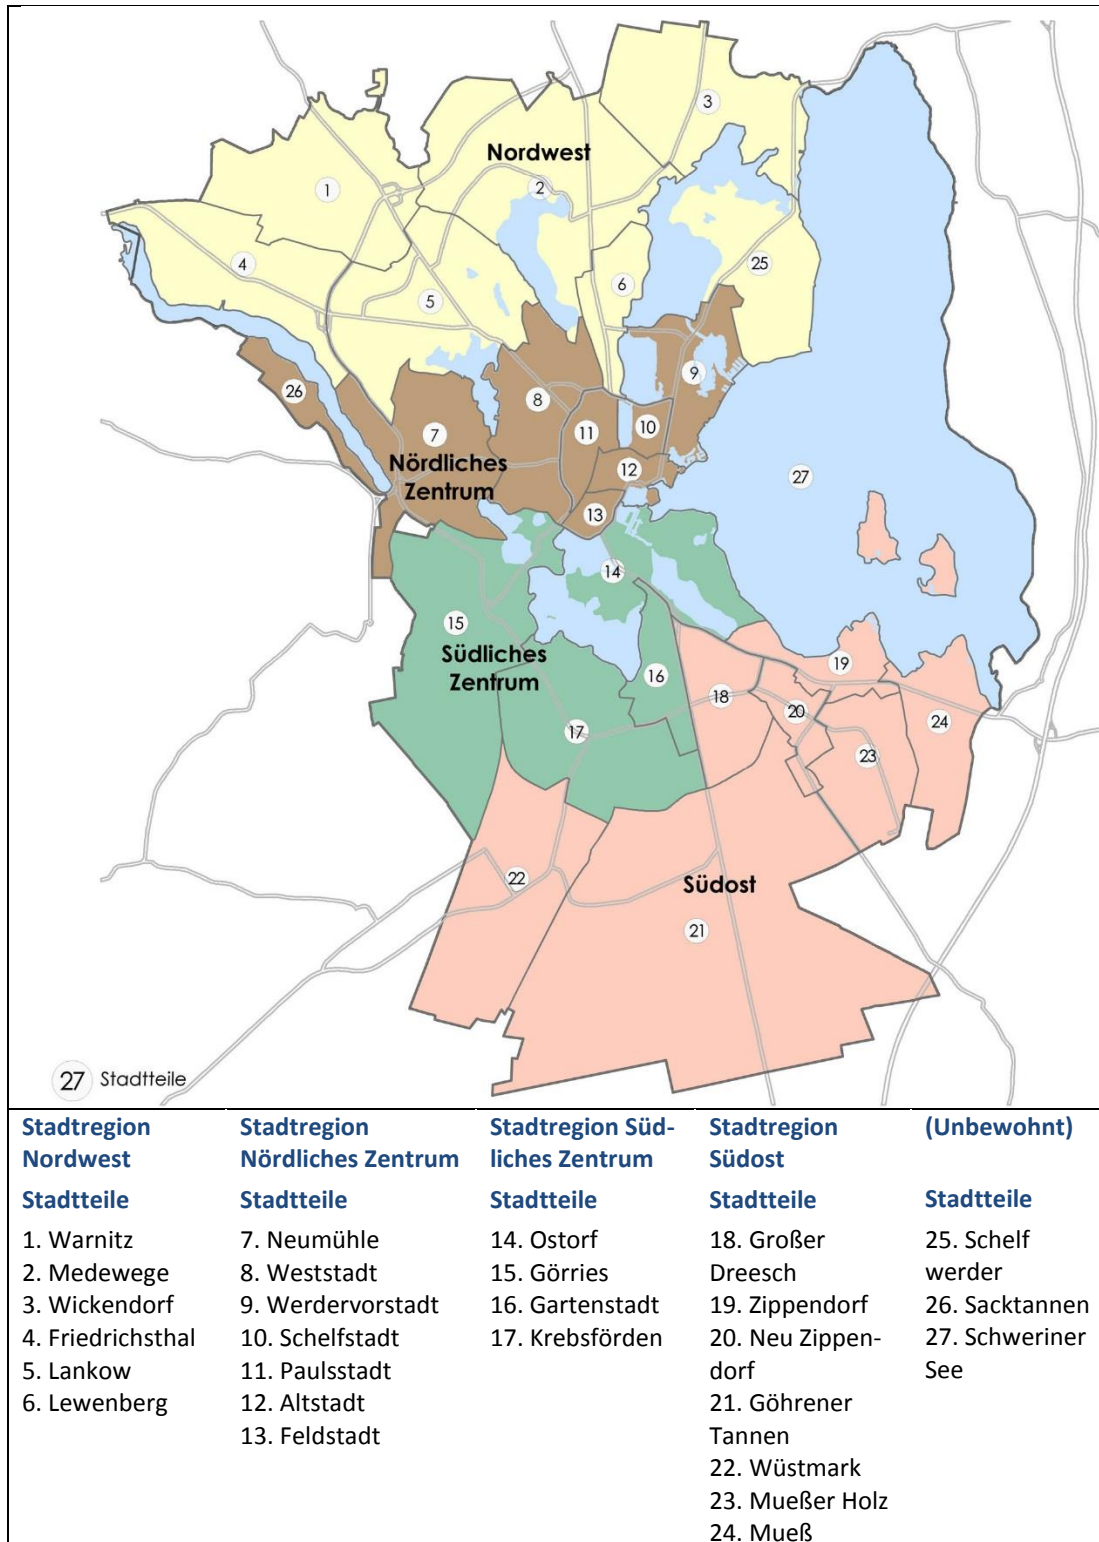 3
Nordwest
1
2
4
25
6
5
9
26
8
7
11
10
Nördliches
Zentrum
12
27
13
14
15
Südliches
Zentrum
19
16
18
20
24
17
23
22
Südost
21
27 Stadtteile
Stadtregion
Nordwest
Stadtteile
1. Warnitz
2. Medewege
3. Wickendorf
4. Friedrichsthal
5. Lankow
6. Lewenberg
Stadtregion
Nördliches Zentrum
Stadtteile
7. Neumühle
8. Weststadt
9. Werdervorstadt
10. Schelfstadt
11. Paulsstadt
12. Altstadt
13. Feldstadt
Stadtregion Süd-
liches Zentrum
Stadtteile
14. Ostorf
15. Görries
16. Gartenstadt
17. Krebsförden
Stadtregion
Südost
Stadtteile
18. Großer
Dreesch
19. Zippendorf
20. Neu Zippen-
dorf
21. Göhrener
Tannen
22. Wüstmark
23. Mueßer Holz
24. Mueß
(Unbewohnt)
Stadtteile
25. Schelf
werder
26. Sacktannen
27. Schweriner
See